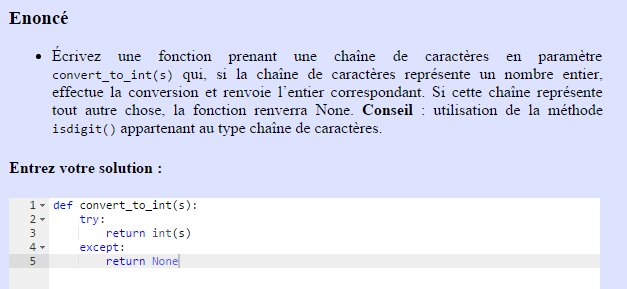 Enoncé
• Écrivez une fonction prenant une chaîne de caractères en paramètre
convert_to_int(s) qui, si la chaîne de caractères représente un nombre entier,
effectue la conversion et renvoie l'entier correspondant. Si cette chaîne représente
tout autre chose, la fonction renverra None. Conseil : utilisation de la méthode
isdigit() appartenant au type chaîne de caractères.
Entrez votre solution :
1 def convert_to_int(s):
2     try:
3         return int(s)
4     except:
5         return None